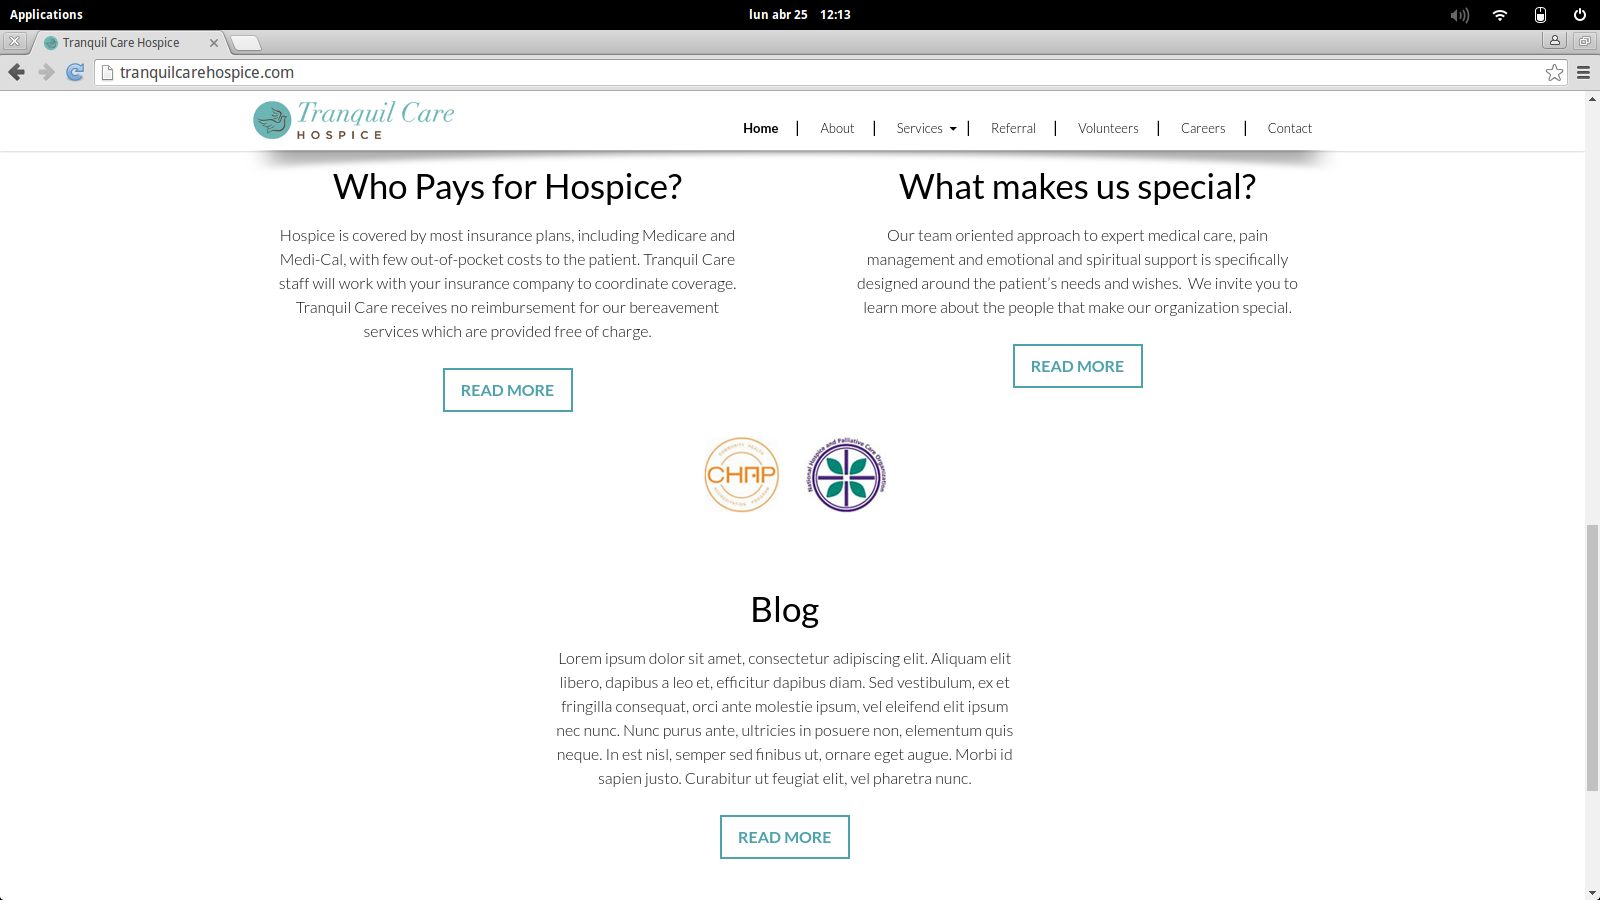 Applications
lun abr 25 12:13
Tranquil Care Hospice
tranquilcarehospice.com
Tranquil Care
HOSPICE
Home
About
Services
Referral
Volunteers
Careers
Contact
Who Pays for Hospice?
Hospice is covered by most insurance plans, including Medicare and
Medi-Cal, with few out-of-pocket costs to the patient. Tranquil Care
staff will work with your insurance company to coordinate coverage.
Tranquil Care receives no reimbursement for our bereavement
services which are provided free of charge.
READ MORE
What makes us special?
Our team oriented approach to expert medical care, pain
management and emotional and spiritual support is specifically
designed around the patient’s needs and wishes.  We invite you to
learn more about the people that make our organization special.
READ MORE
COMMUNITY HEALTH
CHAP
ACCREDITATION PROGRAM
National Hospice and Palliative Care Organization
Blog
Lorem ipsum dolor sit amet, consectetur adipiscing elit. Aliquam elit
libero, dapibus a leo et, efficitur dapibus diam. Sed vestibulum, ex et
fringilla consequat, orci ante molestie ipsum, vel eleifend elit ipsum
nec nunc. Nunc purus ante, ultricies in posuere non, elementum quis
neque. In est nisl, semper sed finibus ut, ornare eget augue. Morbi id
sapien justo. Curabitur ut feugiat elit, vel pharetra nunc.
READ MORE